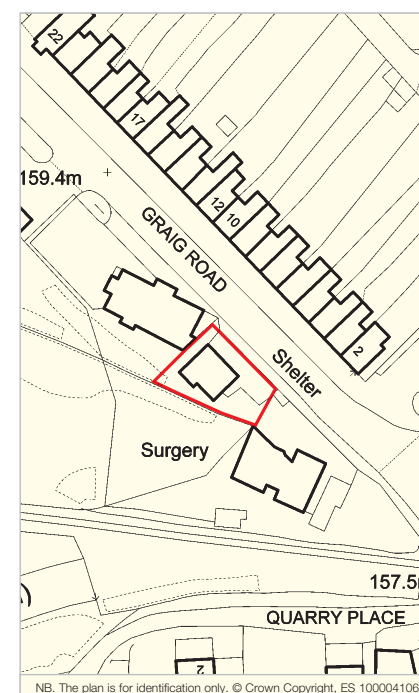 22
17
159.4m
12
10
GRAIG ROAD
2
Shelter
Surgery
157.5
QUARRY PLACE
2
NB. The plan is for identification only. © Crown Copyright, ES 100004106